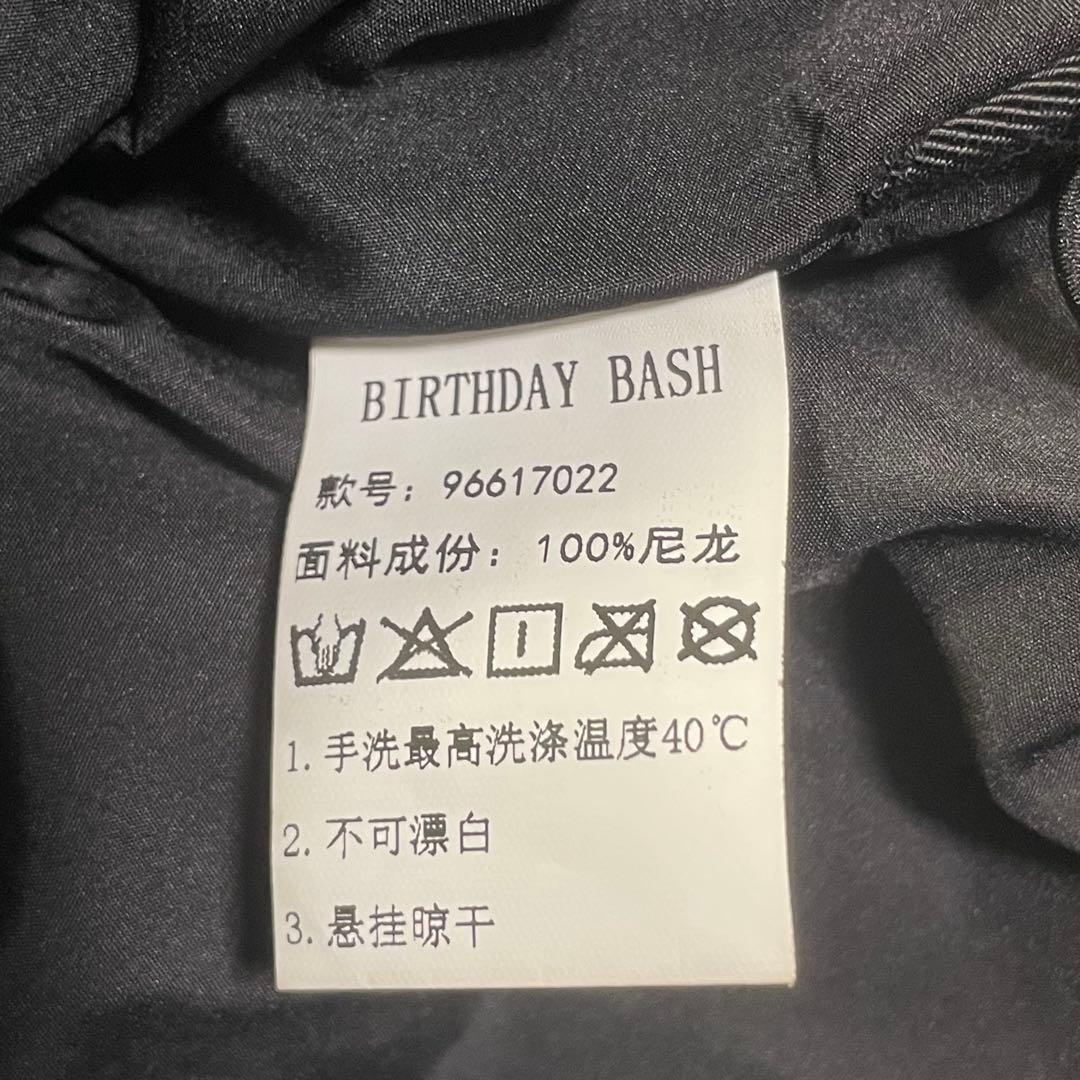 BIRTHDAY BASH
款号：96617022
面料成份：100%尼龙
1. 手洗最高洗涤温度40℃
2. 不可漂白
3. 悬挂晾干